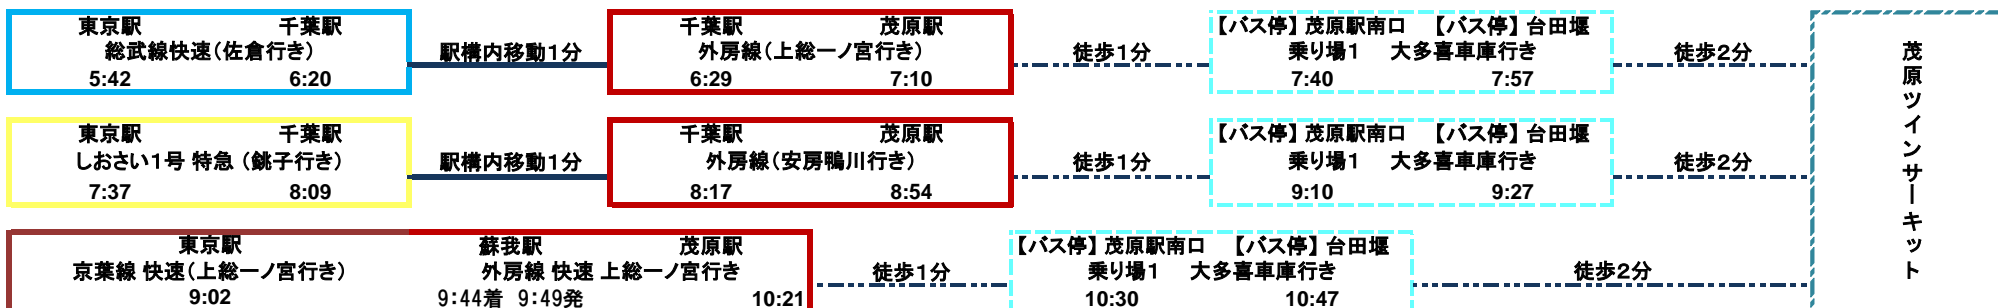 東京駅 千葉駅
総武線快速(佐倉行き)
5:42 6:20
駅構内移動1分
千葉駅 茂原駅
外房線(上総一ノ宮行き)
6:29 7:10
徒歩1分
【バス停】茂原駅南口 【バス停】台田堰
乗り場1 大多喜車庫行き
7:40 7:57
徒歩2分
東京駅 千葉駅
しおさい1号 特急 (銚子行き)
7:37 8:09
駅構内移動1分
千葉駅 茂原駅
外房線(安房鴨川行き)
8:17 8:54
徒歩1分
【バス停】茂原駅南口 【バス停】台田堰
乗り場1 大多喜車庫行き
9:10 9:27
徒歩2分
東京駅 蘇我駅 茂原駅
京葉線 快速(上総一ノ宮行き) 外房線 快速 上総一ノ宮行き
9:02 9:44着 9:49発 10:21
徒歩1分
【バス停】茂原駅南口 【バス停】台田堰
乗り場1 大多喜車庫行き
10:30 10:47
徒歩2分
茂原ツインサーキット